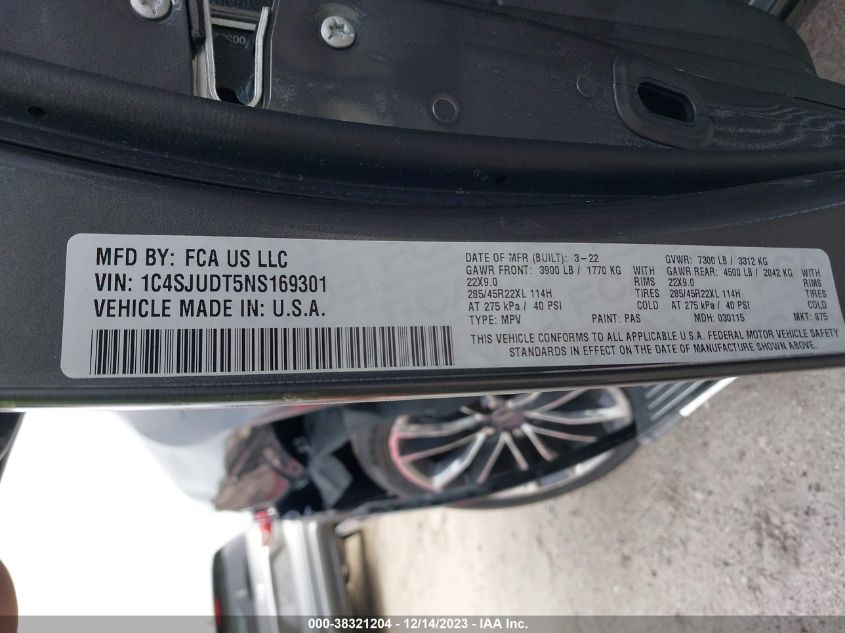 MFD BY: FCA US LLC
VIN: 1C4SJUDT5NS169301
VEHICLE MADE IN: U.S.A.
DATE OF MFR (BUILT): 3-22 GVWR: 7300 LB / 3312 KG
GAWR FRONT: 3900 LB / 1770 KG GAWR REAR: 4500 LB / 2042 KG
22X9.0 RIMS 22X9.0 RIMS
285/45R22XL 114H TIRES 285/45R22XL 114H TIRES
AT 275 kPa / 40 PSI COLD AT 275 kPa / 40 PSI COLD
TYPE: MPV PAINT: PAS MDH: 030115 MKT: 875
THIS VEHICLE CONFORMS TO ALL APPLICABLE U.S.A. FEDERAL MOTOR VEHICLE SAFETY
STANDARDS IN EFFECT ON THE DATE OF MANUFACTURE SHOWN ABOVE.
000-38321204 - 12/14/2023 - IAA Inc.